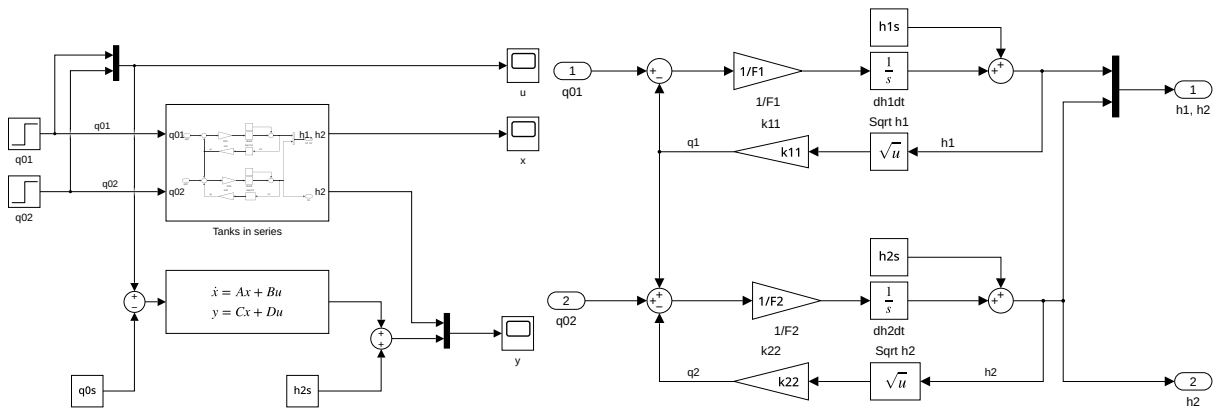 u
x
q01
q01
q01
h1, h2
q02
q02
q02
h2
Tanks in series
ẋ = Ax + Bu
y = Cx + Du
+
−
+
+
y
q0s
h2s
1
q01
+
−
1/F1
1/F1
1
s
dh1dt
h1s
+
+
1
h1, h2
k11
k11
Sqrt h1
√u
h1
q1
2
q02
+
+
−
1/F2
1/F2
1
s
dh2dt
h2s
+
+
k22
k22
Sqrt h2
√u
h2
q2
2
h2